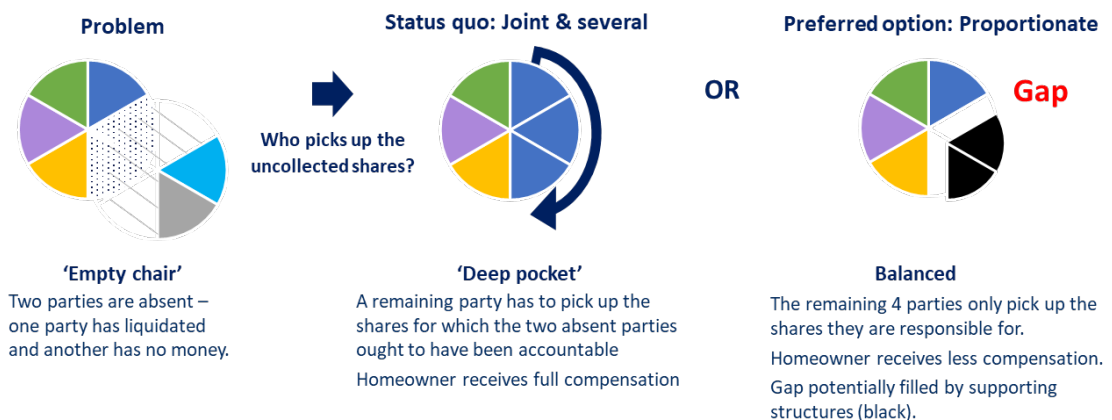 Problem
Status quo: Joint & several
Preferred option: Proportionate
Who picks up the
uncollected shares?
OR
Gap
'Empty chair'
Two parties are absent –
one party has liquidated
and another has no money.
'Deep pocket'
A remaining party has to pick up the
shares for which the two absent parties
ought to have been accountable
Homeowner receives full compensation
Balanced
The remaining 4 parties only pick up the
shares they are responsible for.
Homeowner receives less compensation.
Gap potentially filled by supporting
structures (black).